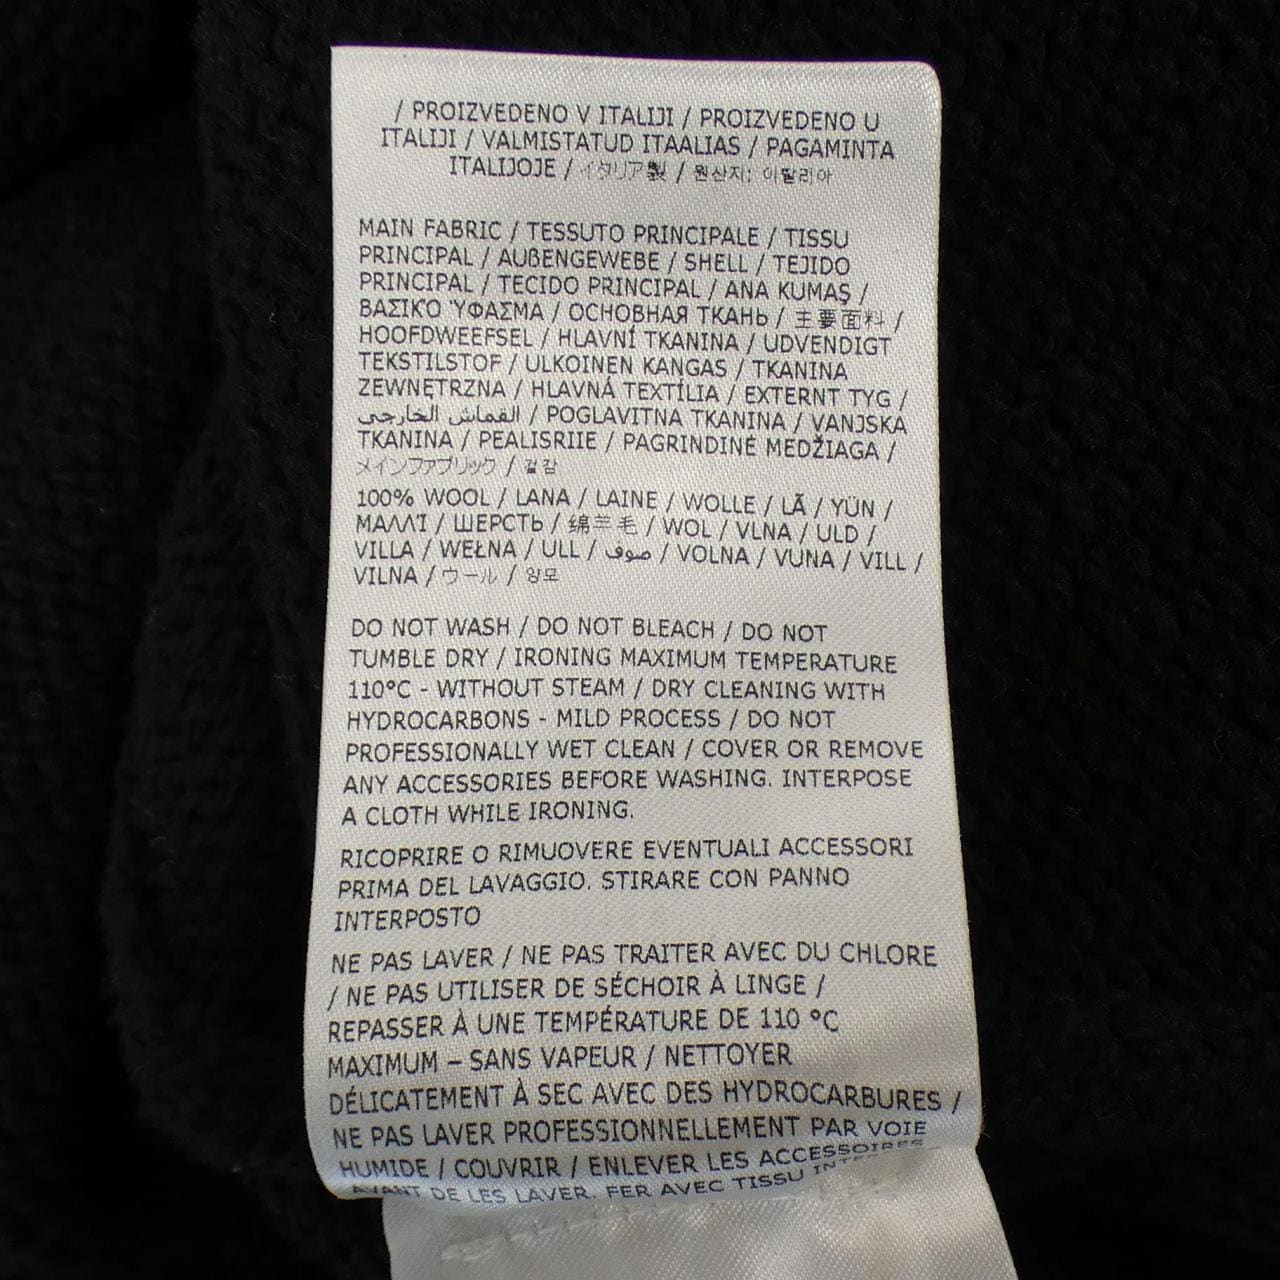 / PROIZVEDENO V ITALIJI / PROIZVEDENO U
ITALIJI / VALMISTATUD ITAALIAS / PAGAMINTA
ITALIJOJE / イタリア製 / 원산지: 이탈리아
MAIN FABRIC / TESSUTO PRINCIPALE / TISSU
PRINCIPAL / AUßENGEWEBE / SHELL / TEJIDO
PRINCIPAL / TECIDO PRINCIPAL / ANA KUMAŞ /
ΒΑΣΙΚΌ ΎΦΑΣΜΑ / ОСНОВНАЯ ТКАНЬ / 主要面料 /
HOOFDWEEFSEL / HLAVNÍ TKANINA / UDVENDIGT
TEKSTILSTOF / ULKOINEN KANGAS / TKANINA
ZEWNĘTRZNA / HLAVNÁ TEXTÍLIA / EXTERNT TYG /
القماش الخارجي / POGLAVITNA TKANINA / VANJSKA
TKANINA / PEALISRIIE / PAGRINDINĖ MEDŽIAGA /
メインファブリック / 겉감
100% WOOL / LANA / LAINE / WOLLE / LÃ / YÜN /
ΜΑΛΛΊ / ШЕРСТЬ / 绵羊毛 / WOL / VLNA / ULD /
VILLA / WEŁNA / ULL / صوف / VOLNA / VUNA / VILL /
VILNA / ウール / 양모
DO NOT WASH / DO NOT BLEACH / DO NOT
TUMBLE DRY / IRONING MAXIMUM TEMPERATURE
110°C - WITHOUT STEAM / DRY CLEANING WITH
HYDROCARBONS - MILD PROCESS / DO NOT
PROFESSIONALLY WET CLEAN / COVER OR REMOVE
ANY ACCESSORIES BEFORE WASHING. INTERPOSE
A CLOTH WHILE IRONING.
RICOPRIRE O RIMUOVERE EVENTUALI ACCESSORI
PRIMA DEL LAVAGGIO. STIRARE CON PANNO
INTERPOSTO
NE PAS LAVER / NE PAS TRAITER AVEC DU CHLORE
/ NE PAS UTILISER DE SÉCHOIR À LINGE /
REPASSER À UNE TEMPÉRATURE DE 110 °C
MAXIMUM – SANS VAPEUR / NETTOYER
DÉLICATEMENT À SEC AVEC DES HYDROCARBURES /
NE PAS LAVER PROFESSIONNELLEMENT PAR VOIE
HUMIDE / COUVRIR / ENLEVER LES ACCESSOIRES
AVANT DE LES LAVER. FER AVEC TISSU